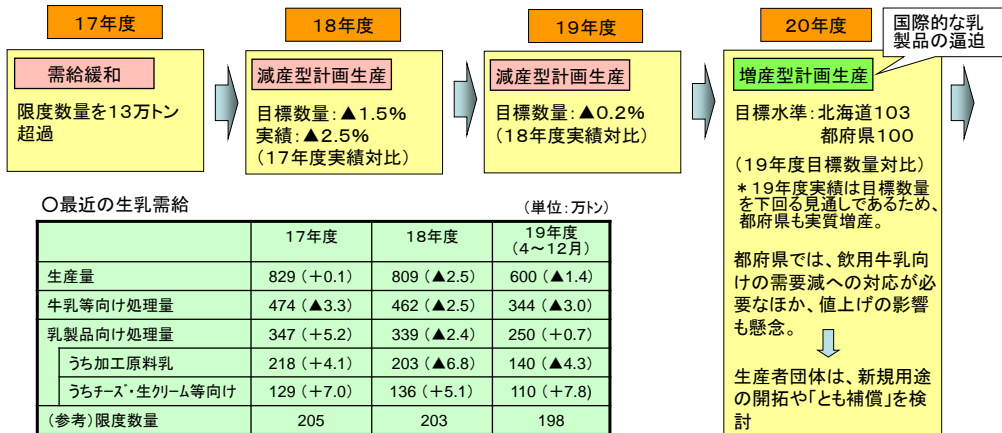 17年度
需給緩和
限度数量を13万トン
超過
18年度
減産型計画生産
目標数量:▲1.5%
実績:▲2.5%
(17年度実績対比)
19年度
減産型計画生産
目標数量:▲0.2%
(18年度実績対比)
20年度
国際的な乳
製品の逼迫
増産型計画生産
目標水準:北海道103
都府県100
(19年度目標数量対比)
*19年度実績は目標数量
を下回る見通しであるため、
都府県も実質増産。
都府県では、飲用牛乳向
けの需要減への対応が必
要なほか、値上げの影響
も懸念。
生産者団体は、新規用途
の開拓や「とも補償」を検
討
○最近の生乳需給 (単位:万トン)
17年度 18年度 19年度
(4~12月)
生産量 829(+0.1) 809(▲2.5) 600(▲1.4)
牛乳等向け処理量 474(▲3.3) 462(▲2.5) 344(▲3.0)
乳製品向け処理量 347(+5.2) 339(▲2.4) 250(+0.7)
うち加工原料乳 218(+4.1) 203(▲6.8) 140(▲4.3)
うちチーズ・生クリーム等向け 129(+7.0) 136(+5.1) 110(+7.8)
(参考)限度数量 205 203 198